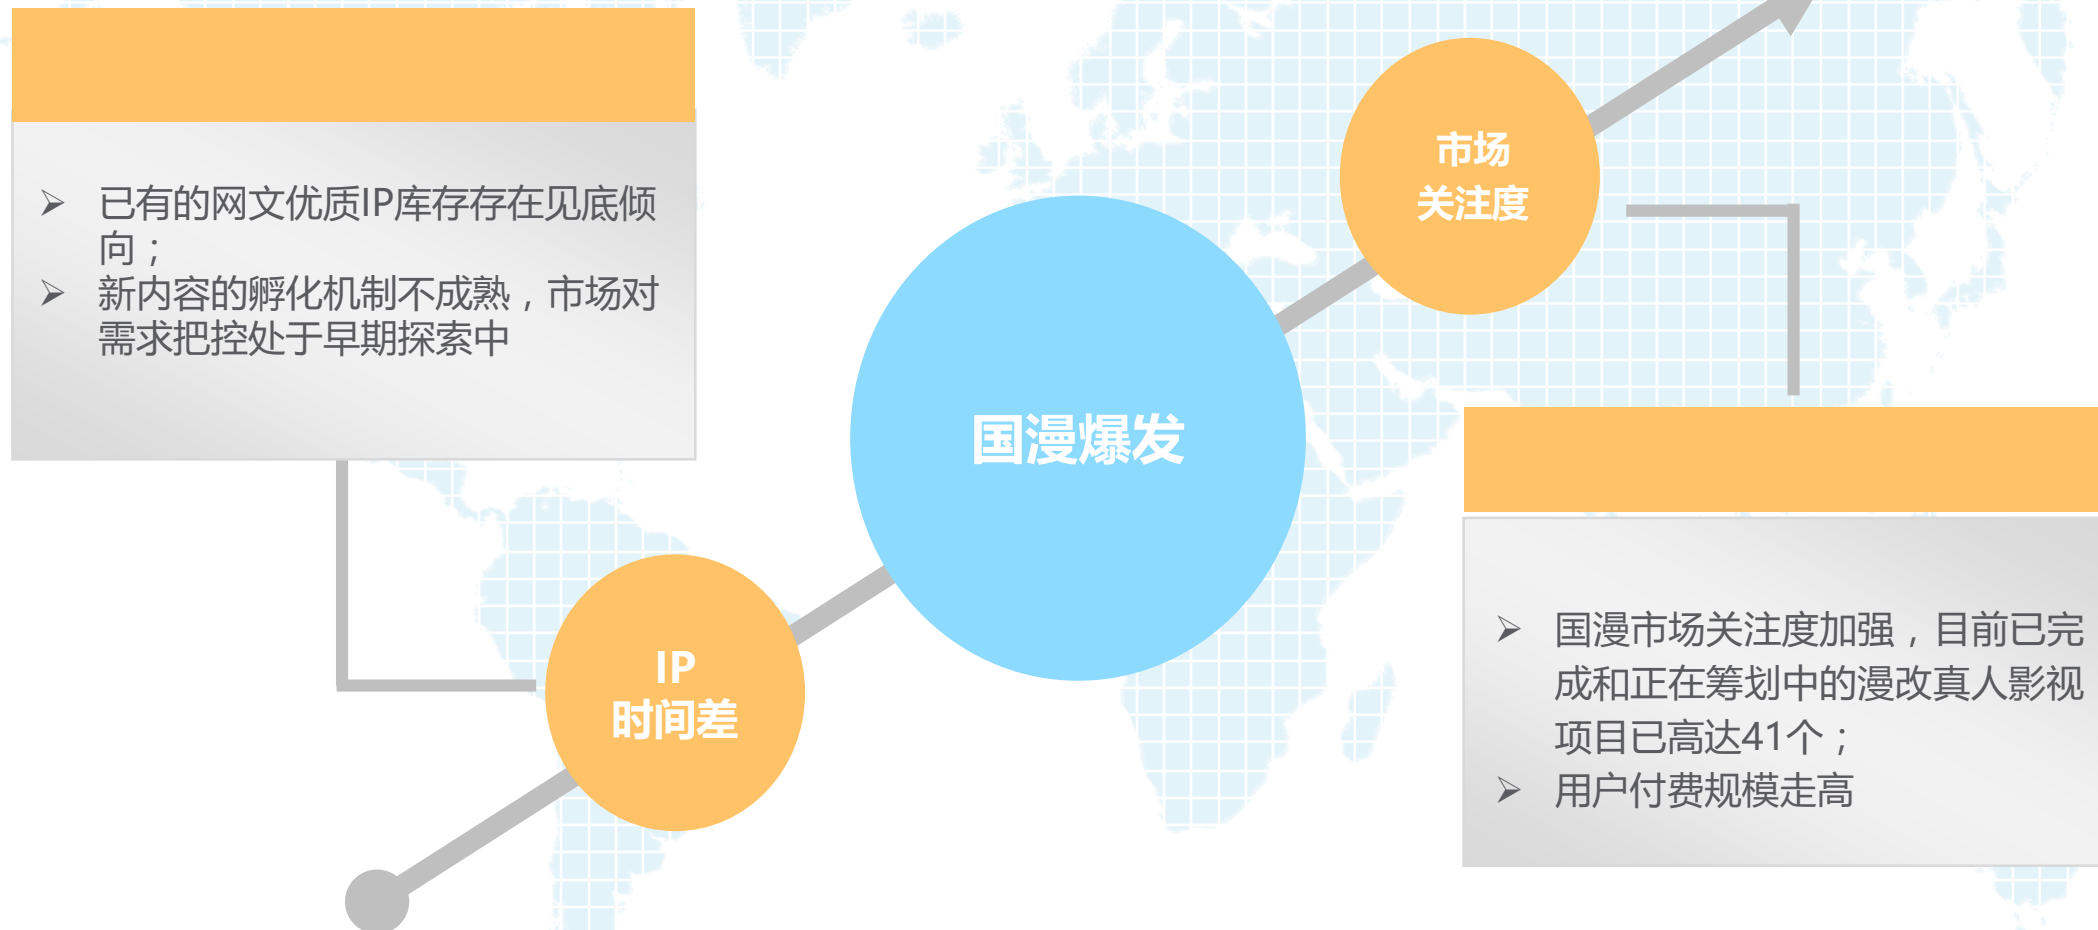 已有的网文优质IP库存存在见底倾
向；
新内容的孵化机制不成熟，市场对
需求把控处于早期探索中
市场
关注度
国漫爆发
IP
时间差
国漫市场关注度加强，目前已完
成和正在筹划中的漫改真人影视
项目已高达41个；
用户付费规模走高